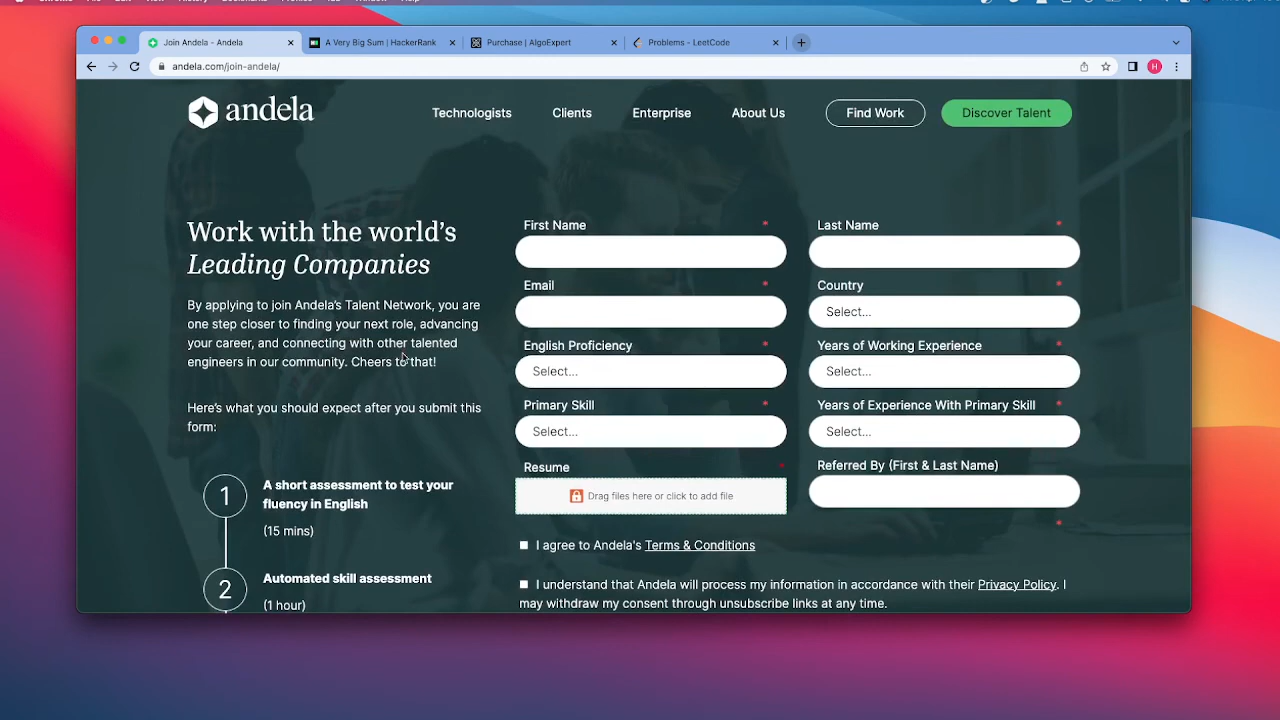 Join Andela - Andela
A Very Big Sum | HackerRank
Purchase | AlgoExpert
Problems - LeetCode
andela.com/join-andela/
H
andela
Technologists
Clients
Enterprise
About Us
Find Work
Discover Talent
Work with the world's
Leading Companies
By applying to join Andela's Talent Network, you are
one step closer to finding your next role, advancing
your career, and connecting with other talented
engineers in our community. Cheers to that!
Here's what you should expect after you submit this
form:
1
A short assessment to test your
fluency in English
(15 mins)
2
Automated skill assessment
(1 hour)
First Name *
Last Name *
Email *
Country *
Select...
English Proficiency *
Select...
Years of Working Experience *
Select...
Primary Skill *
Select...
Years of Experience With Primary Skill *
Select...
Resume *
Drag files here or click to add file
Referred By (First & Last Name)
*
I agree to Andela's Terms & Conditions
I understand that Andela will process my information in accordance with their Privacy Policy. I
may withdraw my consent through unsubscribe links at any time.